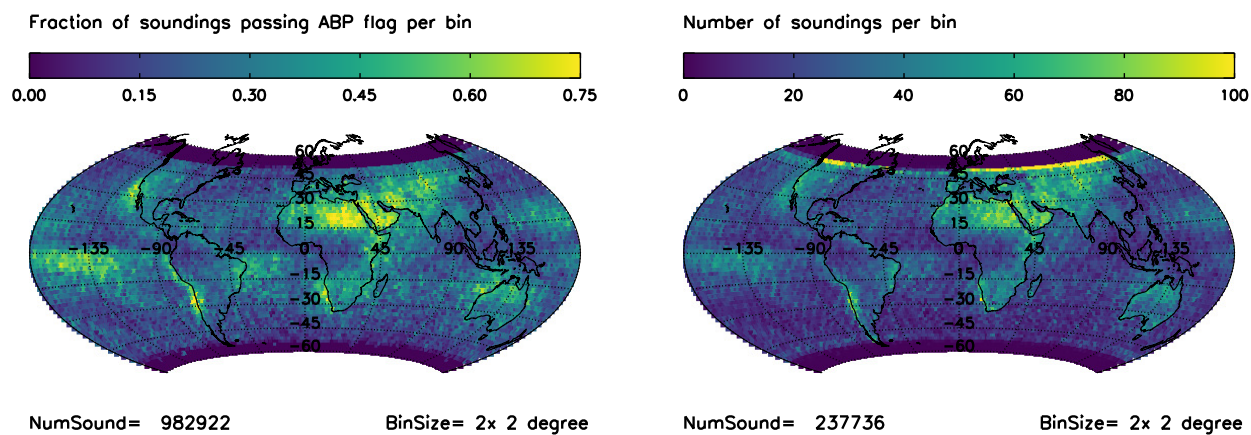 Fraction of soundings passing ABP flag per bin
0.00 0.15 0.30 0.45 0.60 0.75
60
45
30
15
-135 -90 -45 0 45 90 135
-15
-30
-45
-60
NumSound= 982922 BinSize= 2x 2 degree
Number of soundings per bin
0 20 40 60 80 100
60
45
30
15
-135 -90 -45 0 45 90 135
-15
-30
-45
-60
NumSound= 237736 BinSize= 2x 2 degree